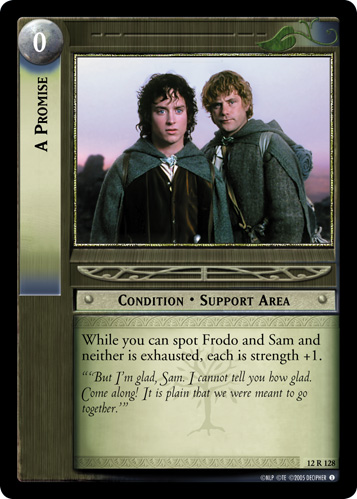 0
A Promise
Condition • Support Area
While you can spot Frodo and Sam and
neither is exhausted, each is strength +1.
“‘But I’m glad, Sam. I cannot tell you how glad.
Come along! It is plain that we were meant to go
together.’”
12 R 128
©NLP ©TE ©2005 DECIPHER